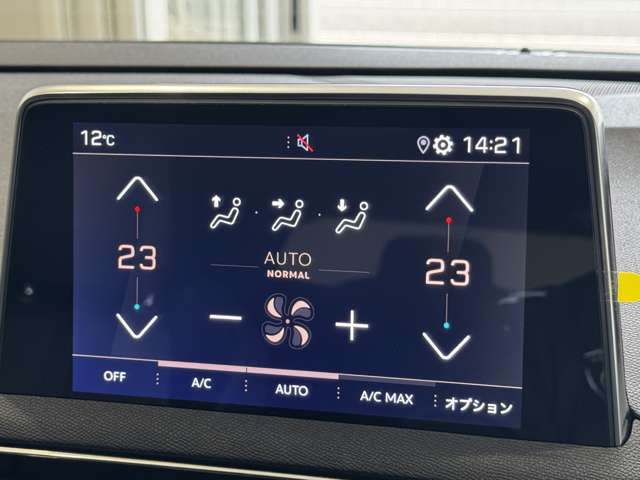 12℃ 14:21
23 23
AUTO
NORMAL
OFF A/C AUTO A/C MAX オプション